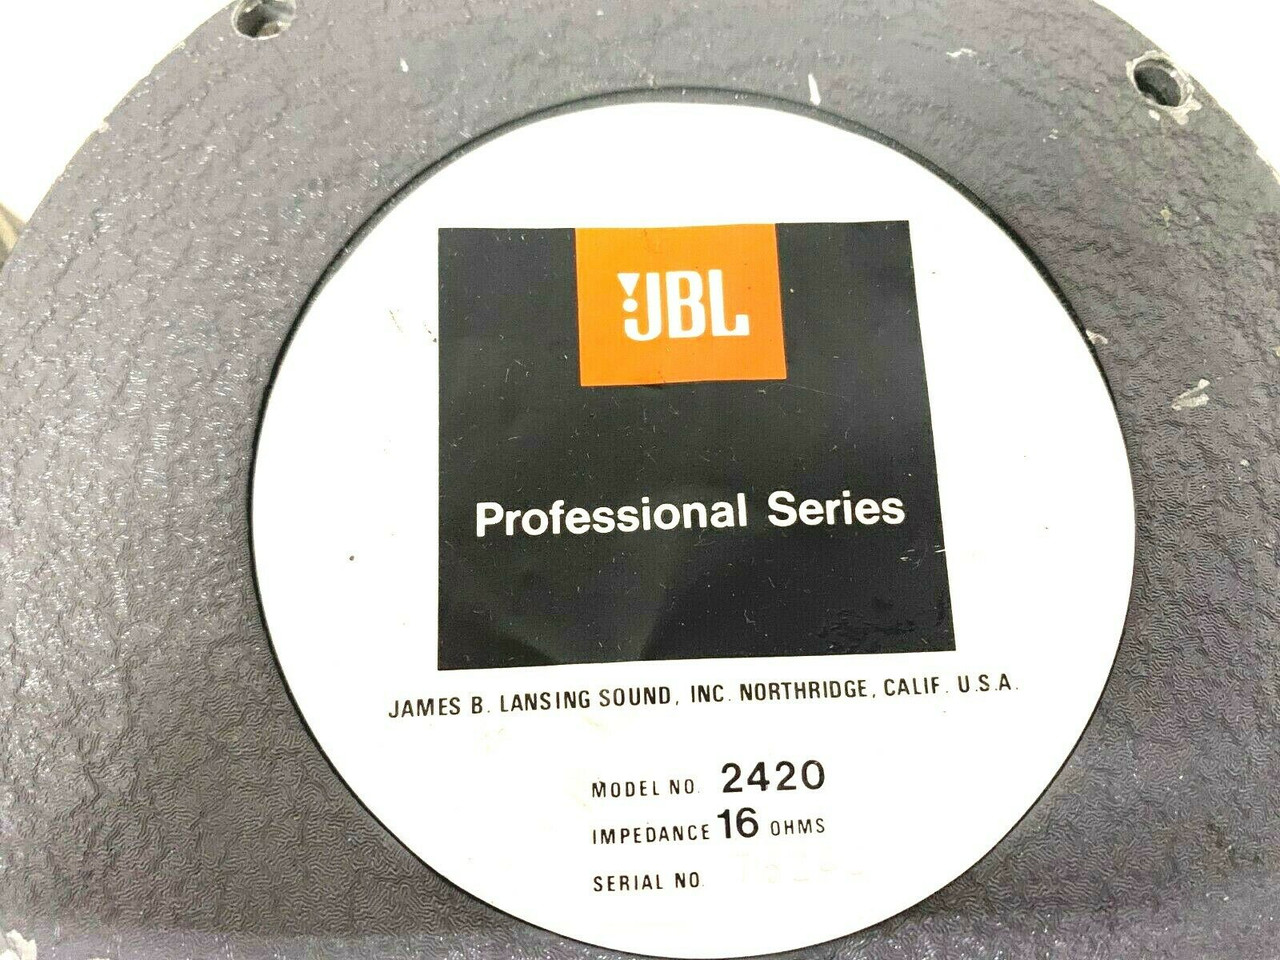 JBL
Professional Series
JAMES B. LANSING SOUND, INC. NORTHRIDGE, CALIF. U.S.A.
MODEL NO. 2420
IMPEDANCE 16 OHMS
SERIAL NO.